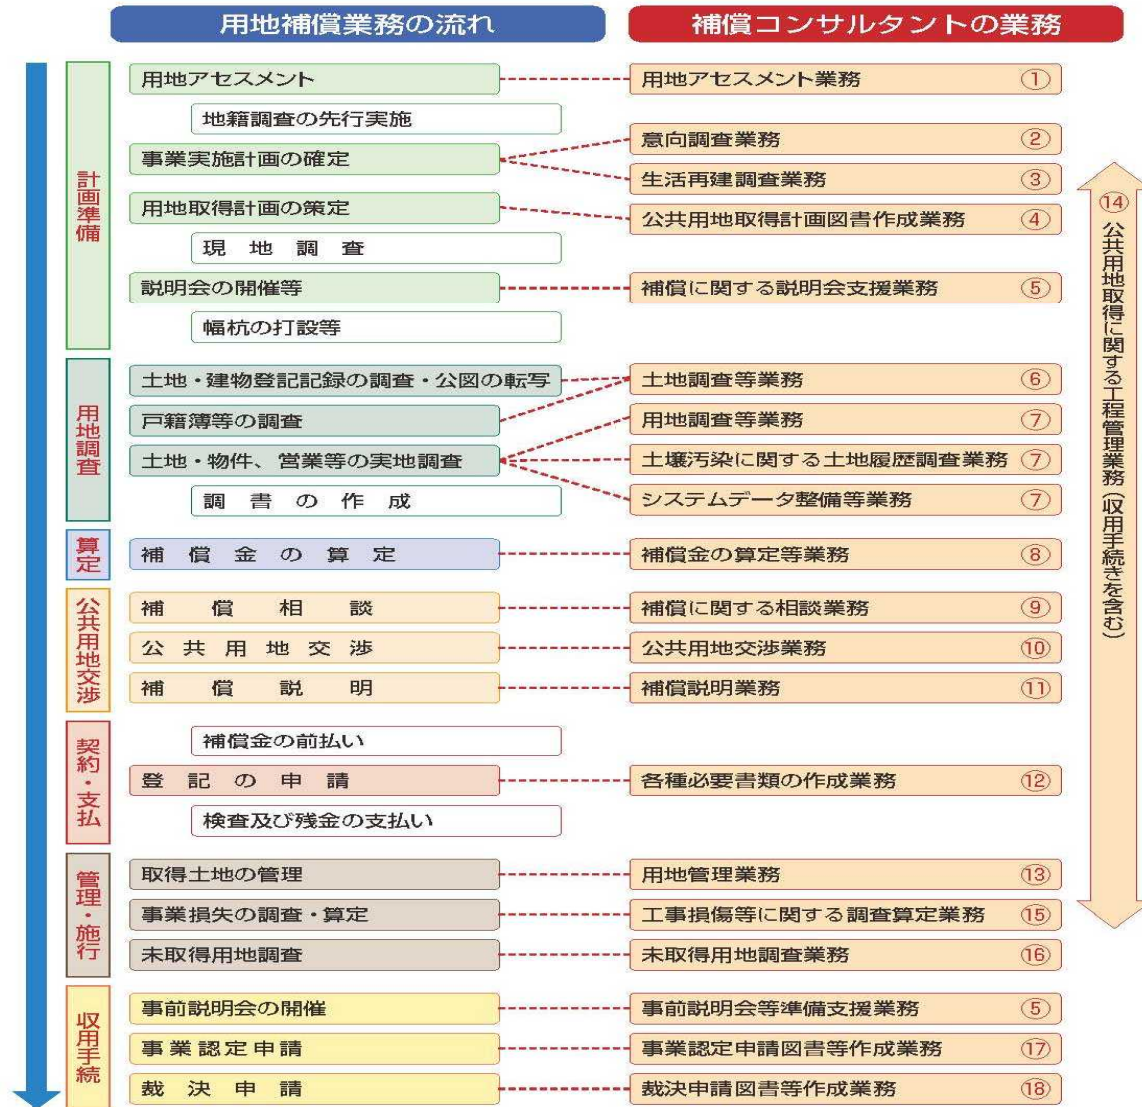 用地補償業務の流れ
補償コンサルタントの業務
計画準備
用地アセスメント
用地アセスメント業務 ①
地籍調査の先行実施
事業実施計画の確定
意向調査業務 ②
生活再建調査業務 ③
用地取得計画の策定
公共用地取得計画図書作成業務 ④
現地調査
説明会の開催等
補償に関する説明会支援業務 ⑤
幅杭の打設等
用地調査
土地・建物登記記録の調査・公図の転写
土地調査等業務 ⑥
戸籍簿等の調査
用地調査等業務 ⑦
土地・物件、営業等の実地調査
土壌汚染に関する土地履歴調査業務 ⑦
調書の作成
システムデータ整備等業務 ⑦
算定
補償金の算定
補償金の算定等業務 ⑧
公共用地交渉
補償相談
補償に関する相談業務 ⑨
公共用地交渉
公共用地交渉業務 ⑩
補償説明
補償説明業務 ⑪
契約・支払
補償金の前払い
登記の申請
各種必要書類の作成業務 ⑫
検査及び残金の支払い
管理・施行
取得土地の管理
用地管理業務 ⑬
事業損失の調査・算定
工事損傷等に関する調査算定業務 ⑮
未取得用地調査
未取得用地調査業務 ⑯
収用手続
事前説明会の開催
事前説明会等準備支援業務 ⑤
事業認定申請
事業認定申請図書等作成業務 ⑰
裁決申請
裁決申請図書等作成業務 ⑱
⑭ 公共用地取得に関する工程管理業務（収用手続きを含む）